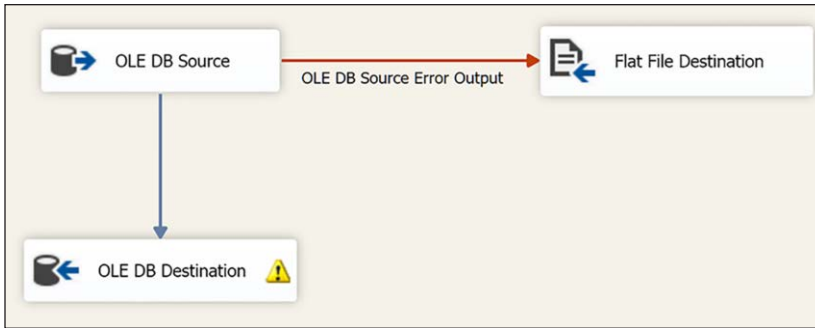 OLE DB Source
OLE DB Source Error Output
Flat File Destination
OLE DB Destination